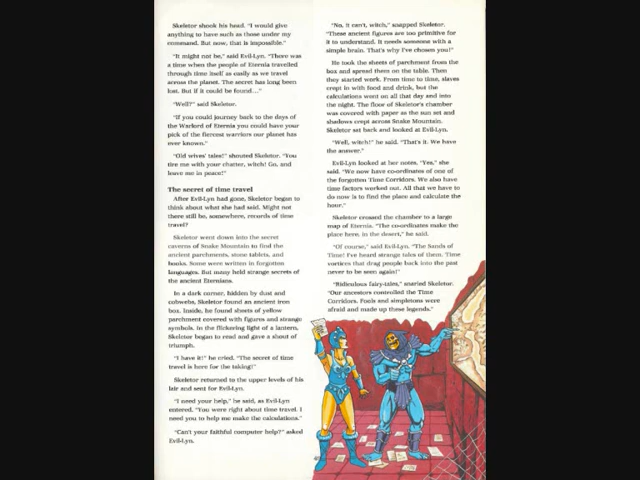 Skeletor shook his head. "I would give
anything to have such as those under my
command. But now, that is impossible."
"It might not be," said Evil-Lyn. "There was
a time when the people of Eternia travelled
through time itself as easily as we travel
across the planet. The secret has long been
lost. But if it could be found..."
"Well?" said Skeletor.
"If you could journey back to the days of
the Warlord of Eternia you could have your
pick of the fiercest warriors our planet has
ever known."
"Old wives' tales!" shouted Skeletor. "You
tire me with your chatter, witch! Go, and
leave me in peace!"
The secret of time travel
After Evil-Lyn had gone, Skeletor began to
think about what she had said. Might not
there still be, somewhere, records of time
travel?
Skeletor went down into the secret
caverns of Snake Mountain to find the
ancient parchments, stone tablets, and
books. Some were written in forgotten
languages. But many held strange secrets of
the ancient Eternians.
In a dark corner, hidden by dust and
cobwebs, Skeletor found an ancient iron
box. Inside, he found sheets of yellow
parchment covered with figures and strange
symbols. In the flickering light of a lantern,
Skeletor began to read and gave a shout of
triumph.
"I have it!" he cried. "The secret of time
travel is here for the taking!"
Skeletor returned to the upper levels of his
lair and sent for Evil-Lyn.
"I need your help," he said, as Evil-Lyn
entered. "You were right about time travel. I
need you to help me make the calculations."
"Can't your faithful computer help?" asked
Evil-Lyn.
"No, it can't, witch," snapped Skeletor.
"These ancient figures are too primitive for
it to understand. It needs someone with a
simple brain. That's why I've chosen you!"
He took the sheets of parchment from the
box and spread them on the table. Then
they started work. From time to time, slaves
crept in with food and drink, but the
calculations went on all that day and into
the night. The floor of Skeletor's chamber
was covered with paper as the sun set and
shadows crept across Snake Mountain.
Skeletor sat back and looked at Evil-Lyn.
"Well, witch!" he said. "That's it. We have
the answer."
Evil-Lyn looked at her notes. "Yes," she
said. "We now have co-ordinates of one of
the forgotten Time Corridors. We also have
time factors worked out. All that we have to
do now is to find the place and calculate the
hour."
Skeletor crossed the chamber to a large
map of Eternia. "The co-ordinates make the
place here, in the desert," he said.
"Of course," said Evil-Lyn. "The Sands of
Time! I've heard strange tales of them. Time
vortices that drag people back into the past
never to be seen again!"
"Ridiculous fairy-tales," snarled Skeletor.
"Our ancestors controlled the Time
Corridors. Fools and simpletons were
afraid and made up these legends."